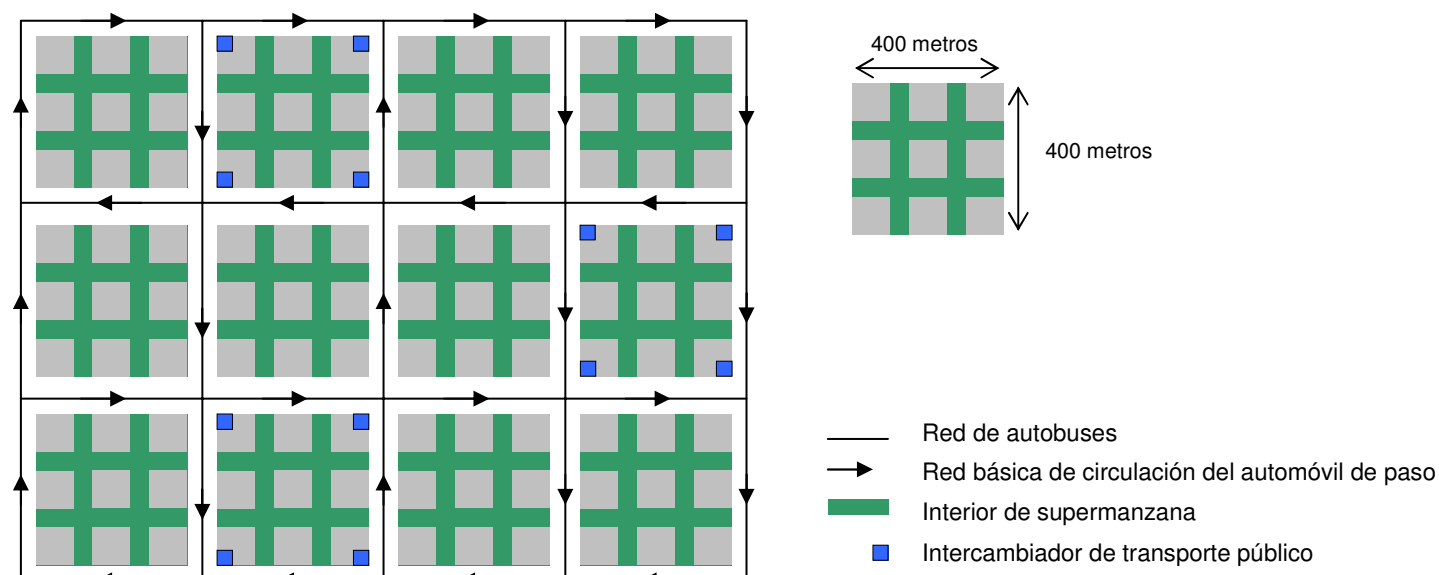 400 metros
400 metros
Red de autobuses
Red básica de circulación del automóvil de paso
Interior de supermanzana
Intercambiador de transporte público